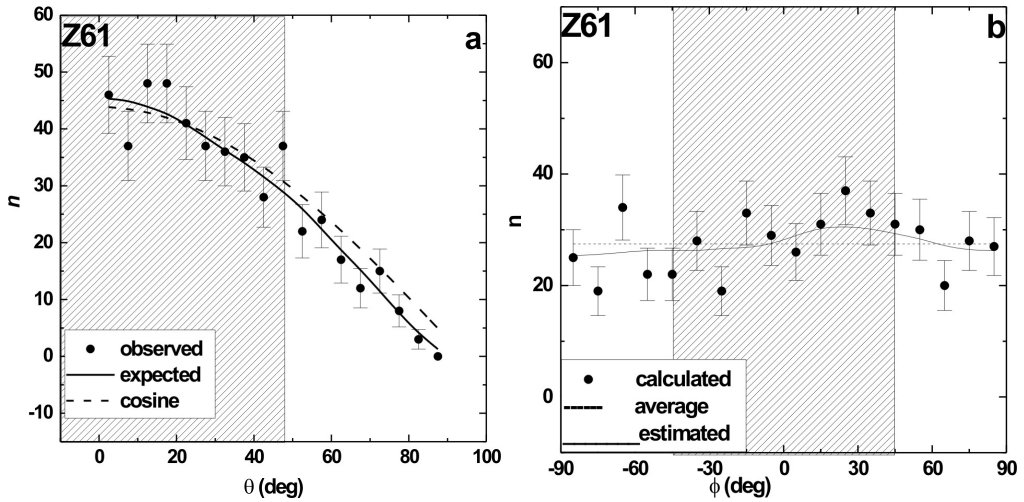 Z61
a
60
50
40
30
20
10
0
-10
n
observed
expected
cosine
0 20 40 60 80 100
θ (deg)
Z61
b
60
40
20
0
n
calculated
average
estimated
-90 -60 -30 0 30 60 90
ϕ (deg)